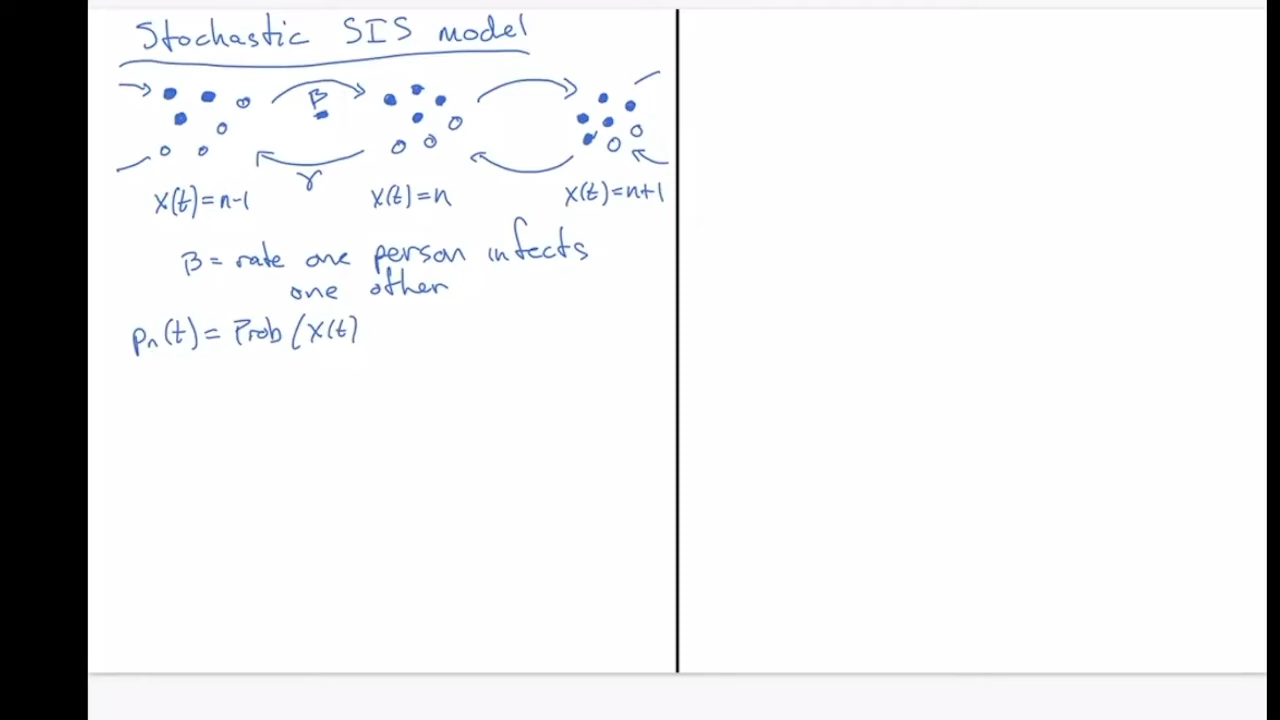 Stochastic SIS model
β
γ
X(t)=n-1 X(t)=n X(t)=n+1
β = rate one person infects
one other
pₙ(t) = Prob (X(t)